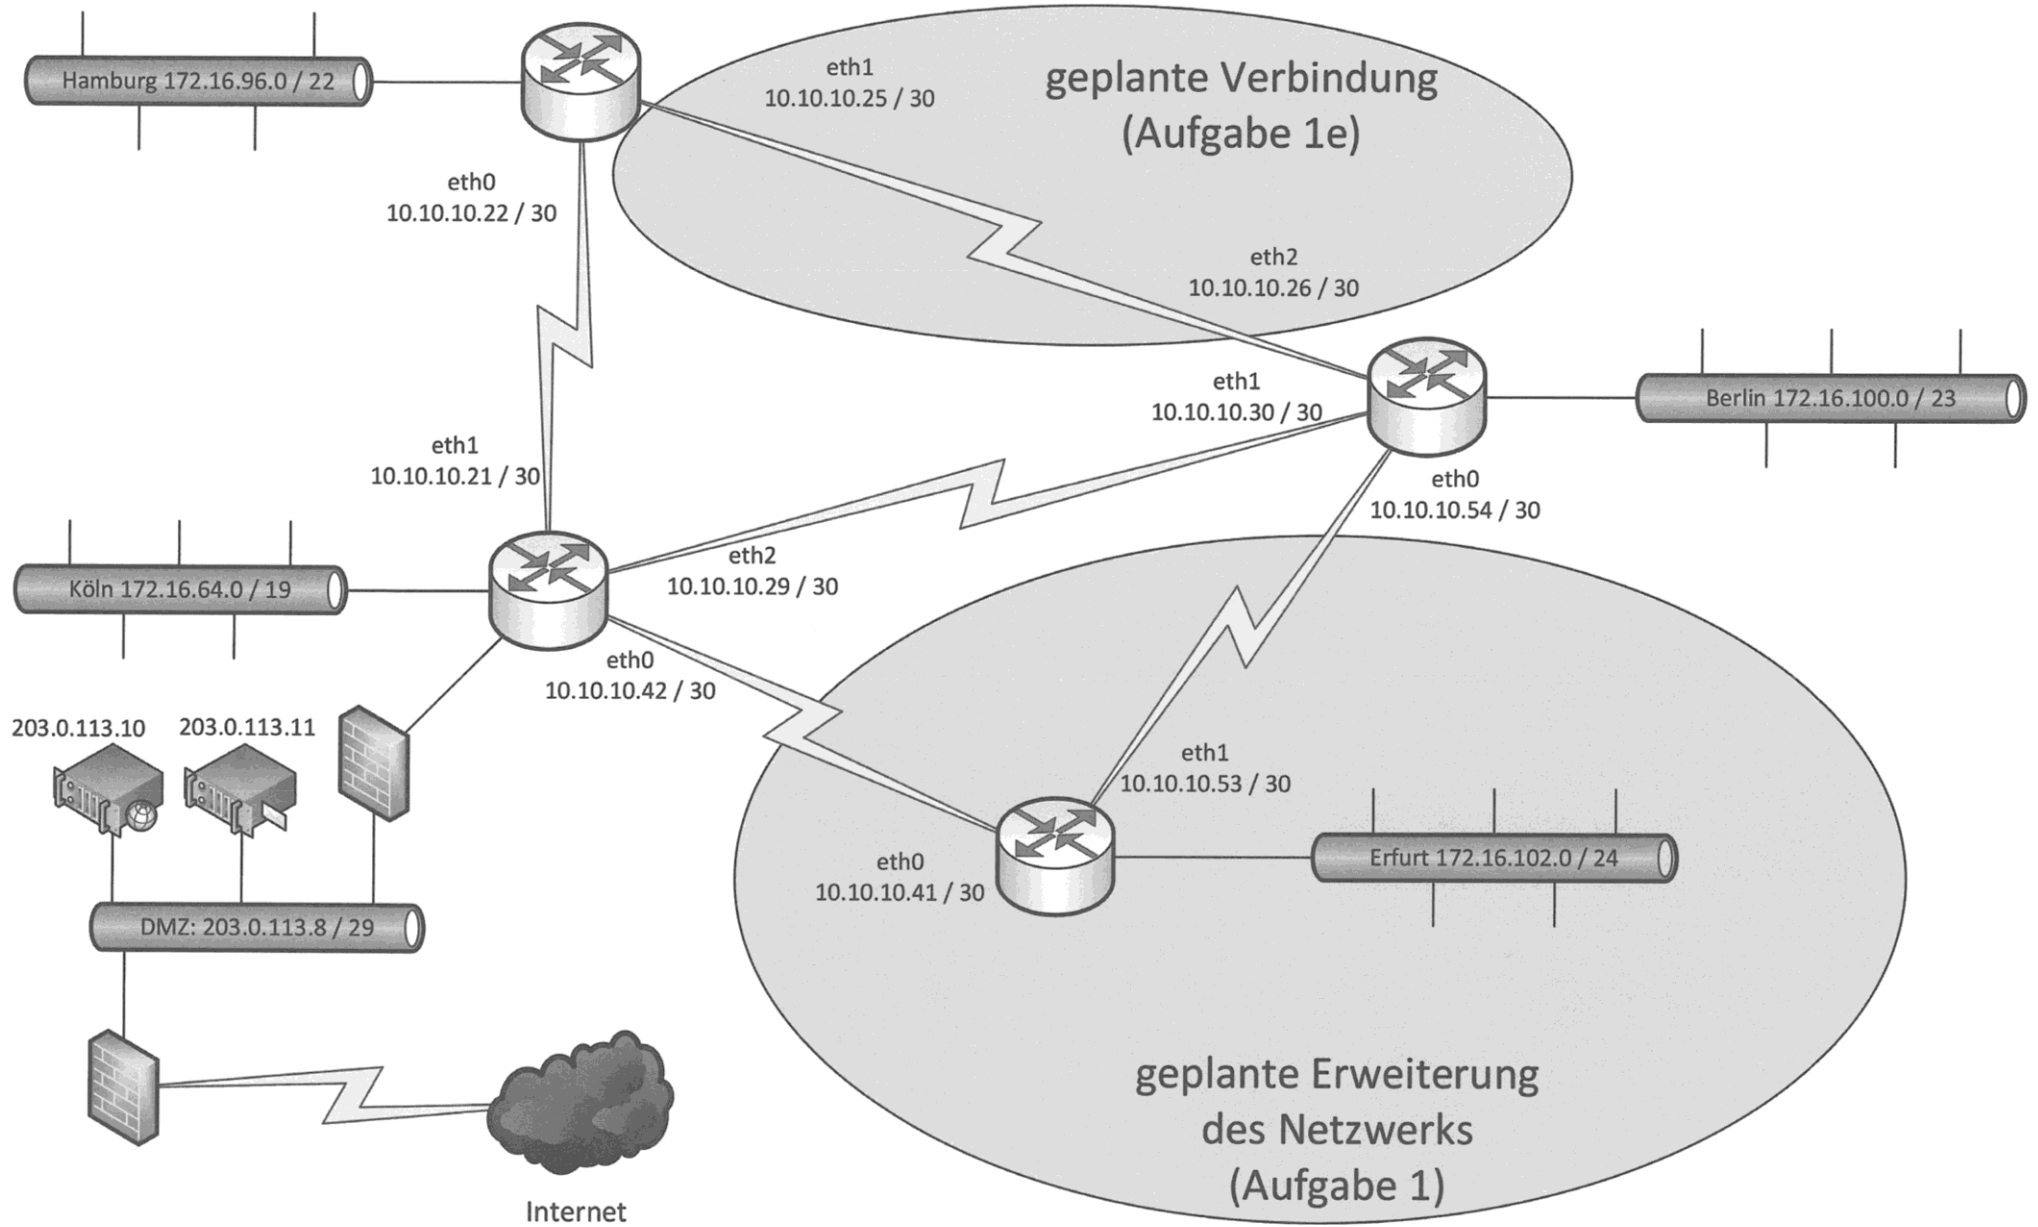 Hamburg 172.16.96.0 / 22
eth1
10.10.10.25 / 30
geplante Verbindung
(Aufgabe 1e)
eth0
10.10.10.22 / 30
eth2
10.10.10.26 / 30
eth1
10.10.10.30 / 30
Berlin 172.16.100.0 / 23
eth1
10.10.10.21 / 30
eth0
10.10.10.54 / 30
Köln 172.16.64.0 / 19
eth2
10.10.10.29 / 30
eth0
10.10.10.42 / 30
203.0.113.10
203.0.113.11
eth1
10.10.10.53 / 30
eth0
10.10.10.41 / 30
Erfurt 172.16.102.0 / 24
DMZ: 203.0.113.8 / 29
geplante Erweiterung
des Netzwerks
(Aufgabe 1)
Internet